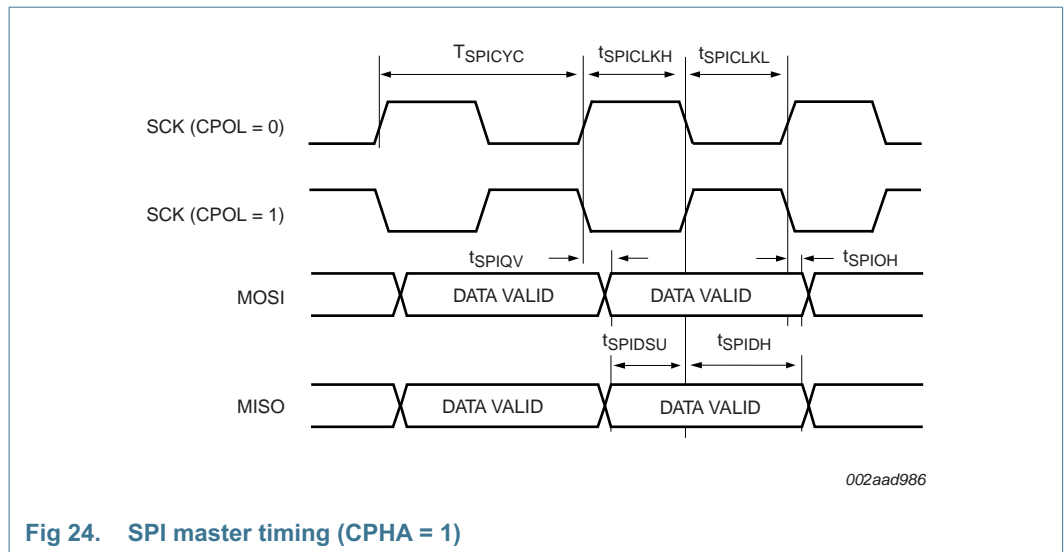 TSPICYC tSPICLKH tSPICLKL
SCK (CPOL = 0)
SCK (CPOL = 1)
tSPIQV tSPIOH
MOSI DATA VALID DATA VALID
tSPIDSU tSPIDH
MISO DATA VALID DATA VALID
002aad986
Fig 24. SPI master timing (CPHA = 1)